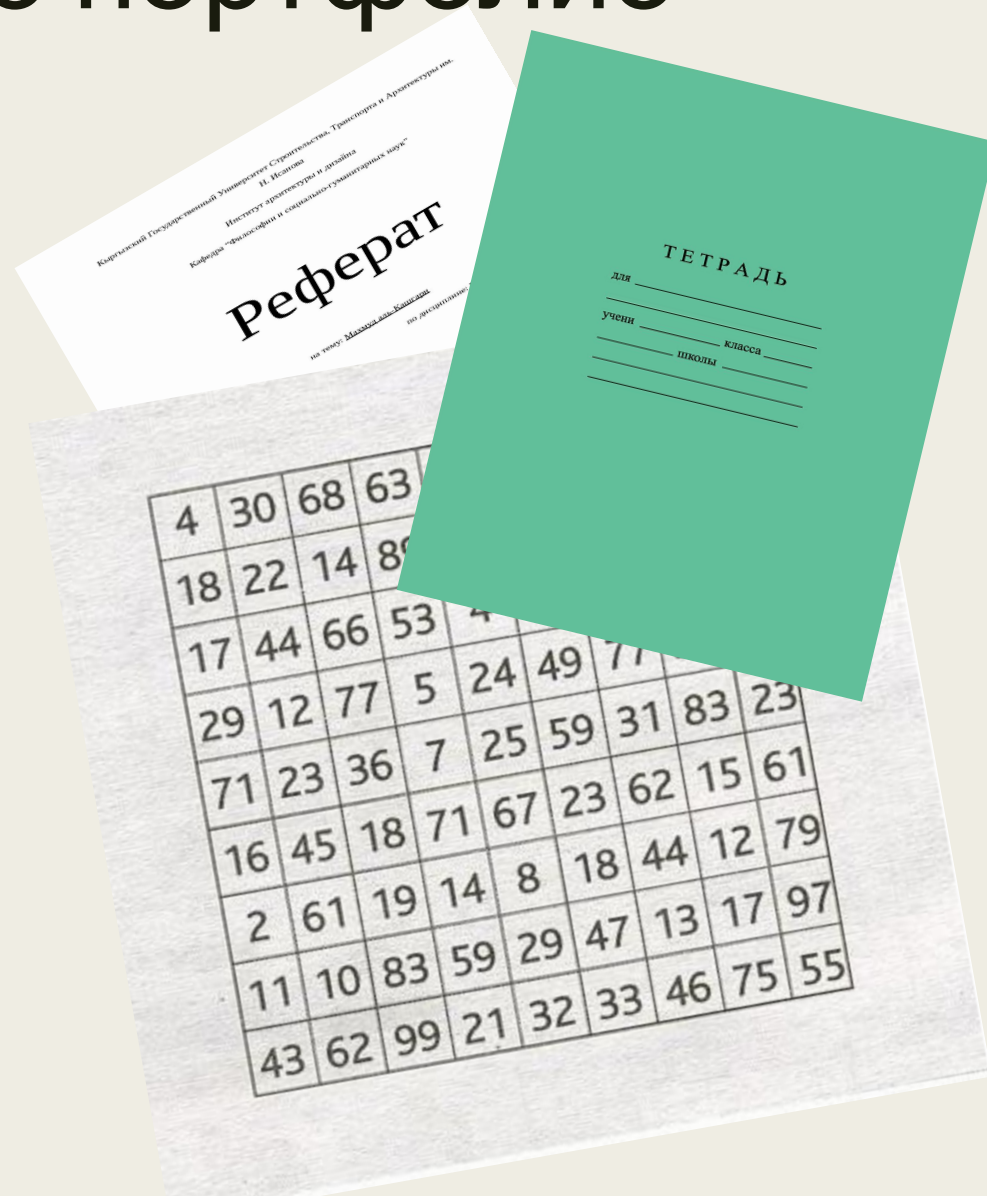 портфолио
Кыргызский Государственный Университет Строительства, Транспорта и Архитектуры им.
Н. Исанова
Институт архитектуры и дизайна
Кафедра "Философии и социально-гуманитарных наук"
Реферат
на тему: Махмуд аль-Кашгари
по дисциплине:
ТЕТРАДЬ
для
учени класса
школы
4 30 68 63
18 22 14
17 44 66 53
29 12 77 5 24 49 77
71 23 36 7 25 59 31 83 23
16 45 18 71 67 23 62 15 61
2 61 19 14 8 18 44 12 79
11 10 83 59 29 47 13 17 97
43 62 99 21 32 33 46 75 55